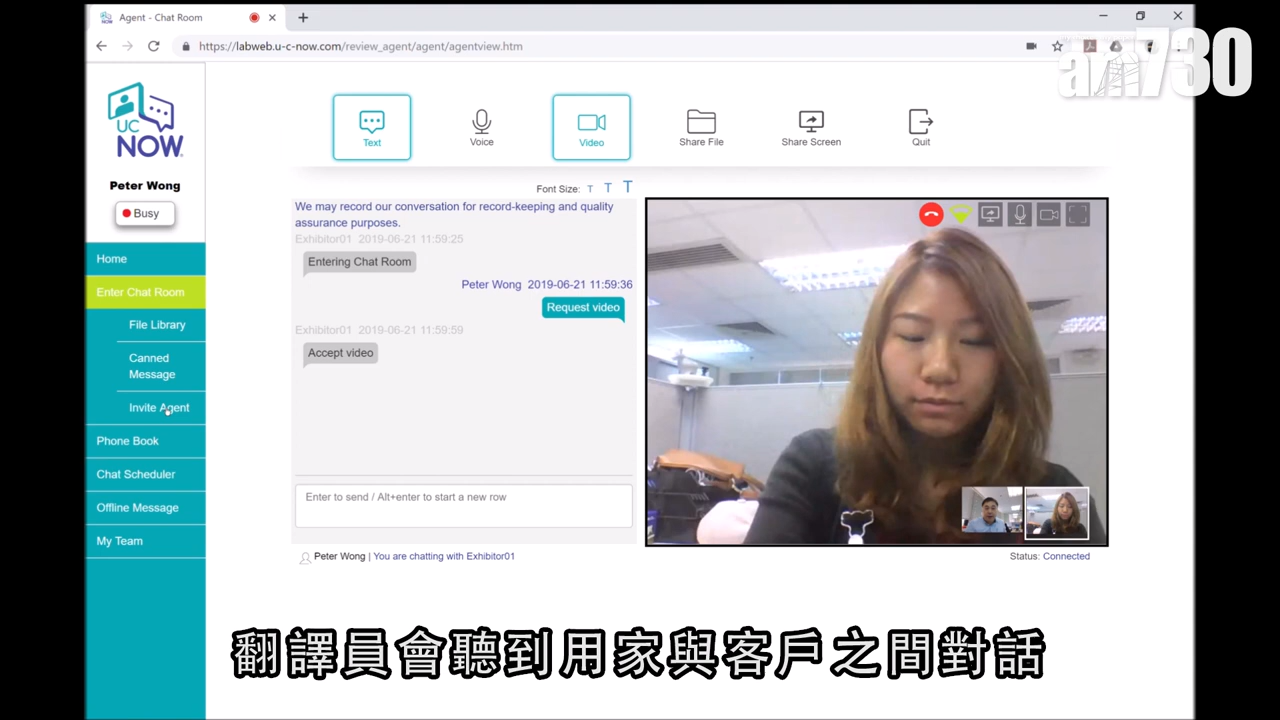 Agent - Chat Room
https://labweb.u-c-now.com/review_agent/agent/agentview.htm
am730
UC
NOW
Peter Wong
Busy
Home
Enter Chat Room
File Library
Canned
Message
Invite Agent
Phone Book
Chat Scheduler
Offline Message
My Team
Text
Voice
Video
Share File
Share Screen
Quit
Font Size: T T T
We may record our conversation for record-keeping and quality
assurance purposes.
Exhibitor01 2019-06-21 11:59:25
Entering Chat Room
Peter Wong 2019-06-21 11:59:36
Request video
Exhibitor01 2019-06-21 11:59:59
Accept video
Enter to send / Alt+enter to start a new row
Peter Wong | You are chatting with Exhibitor01
Status: Connected
翻譯員會聽到用家與客戶之間對話